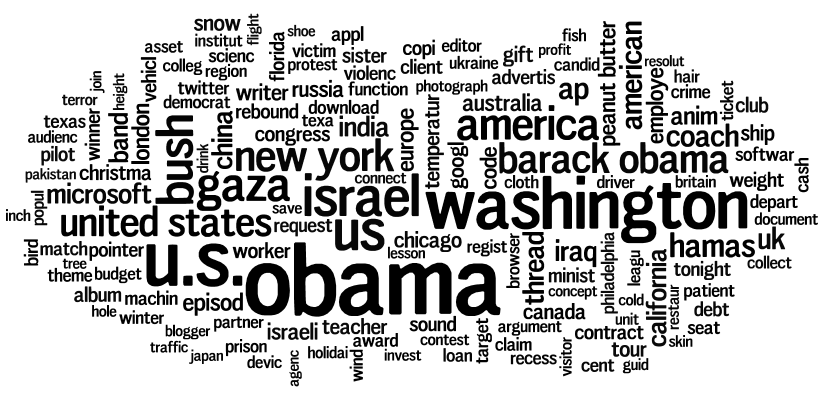 snow
flight
shoe
appl
fish
institut
florida
victim
sister
copi
editor
gift
profit
peanut butter
american
asset
scienc
protest
ukraine
candid
resolut
colleg
region
violenc
client
advertis
hair
join
height
vehicl
twitter
writer
russia
function
photograph
ap
employe
crime
ticket
terror
democrat
rebound
download
australia
anim
club
texas
winner
band
london
bush
china
texa
india
europe
temperatur
america
coach
ship
audienc
congress
googl
code
pilot
drink
new york
barack obama
softwar
pakistan
christma
gaza
connect
cloth
driver
britain
weight
cash
popul
microsoft
israel
washington
depart
inch
united states
save
request
us
document
bird
match
pointer
u.s.
worker
chicago
lesson
regist
browser
thread
iraq
philadelphia
leagu
california
hamas
uk
tree
theme
budget
obama
minist
tonight
collect
concept
cold
restaur
patient
album
machin
episod
canada
unit
debt
hole
winter
blogger
partner
israeli
teacher
sound
target
argument
contract
seat
traffic
japan
prison
award
contest
claim
visitor
tour
skin
devic
agenc
holidai
wind
invest
loan
recess
cent
guid